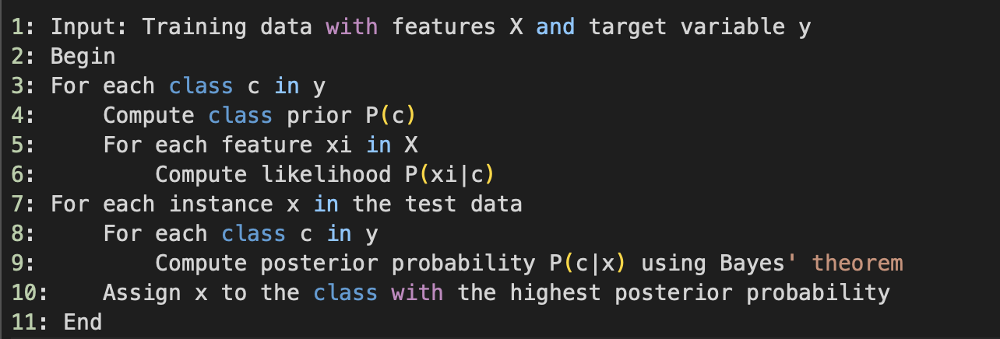 1: Input: Training data with features X and target variable y
2: Begin
3: For each class c in y
4:     Compute class prior P(c)
5:     For each feature xi in X
6:         Compute likelihood P(xi|c)
7: For each instance x in the test data
8:     For each class c in y
9:         Compute posterior probability P(c|x) using Bayes' theorem
10:    Assign x to the class with the highest posterior probability
11: End